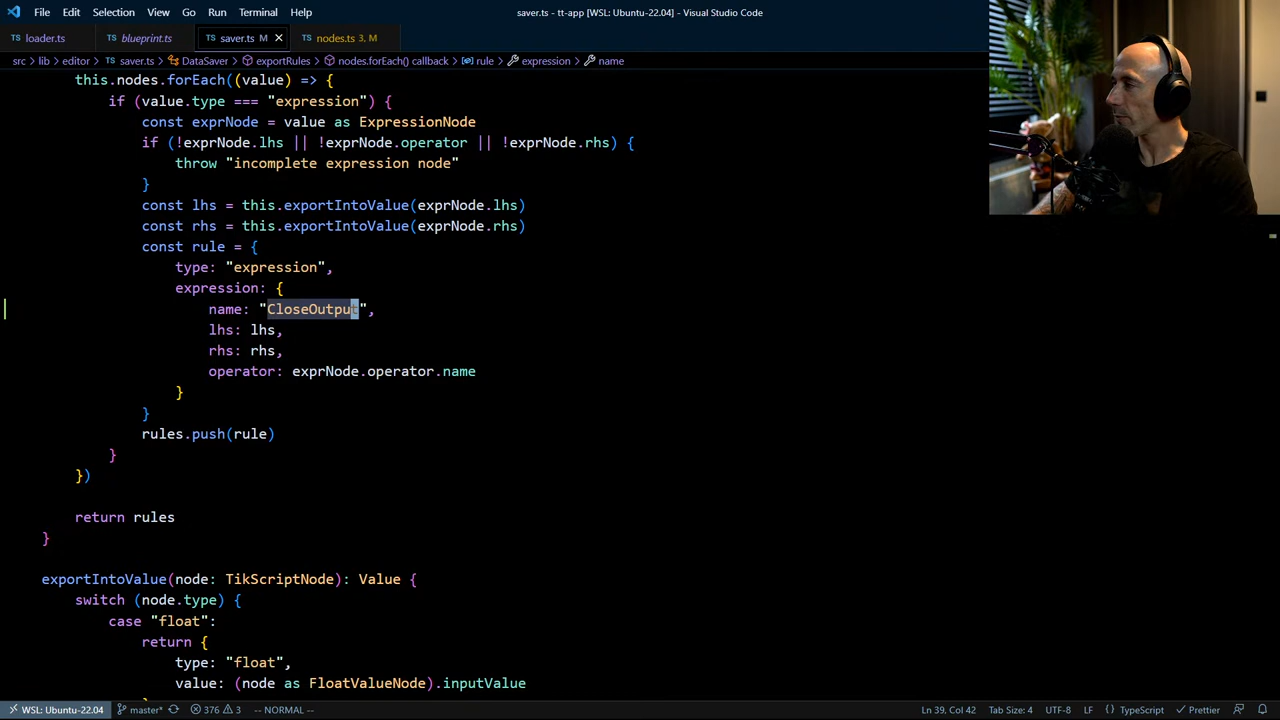 File Edit Selection View Go Run Terminal Help
saver.ts - tt-app [WSL: Ubuntu-22.04] - Visual Studio Code
TS loader.ts TS blueprint.ts TS saver.ts M × TS nodes.ts 3, M
src > lib > editor > TS saver.ts > DataSaver > exportRules > nodes.forEach() callback > rule > expression > name
this.nodes.forEach((value) => {
if (value.type === "expression") {
const exprNode = value as ExpressionNode
if (!exprNode.lhs || !exprNode.operator || !exprNode.rhs) {
throw "incomplete expression node"
}
const lhs = this.exportIntoValue(exprNode.lhs)
const rhs = this.exportIntoValue(exprNode.rhs)
const rule = {
type: "expression",
expression: {
name: "CloseOutput",
lhs: lhs,
rhs: rhs,
operator: exprNode.operator.name
}
}
rules.push(rule)
}
})
return rules
}
exportIntoValue(node: TikScriptNode): Value {
switch (node.type) {
case "float":
return {
type: "float",
value: (node as FloatValueNode).inputValue
WSL: Ubuntu-22.04 master* 376 3 -- NORMAL -- Ln 39, Col 42 Tab Size: 4 UTF-8 LF {} TypeScript Prettier